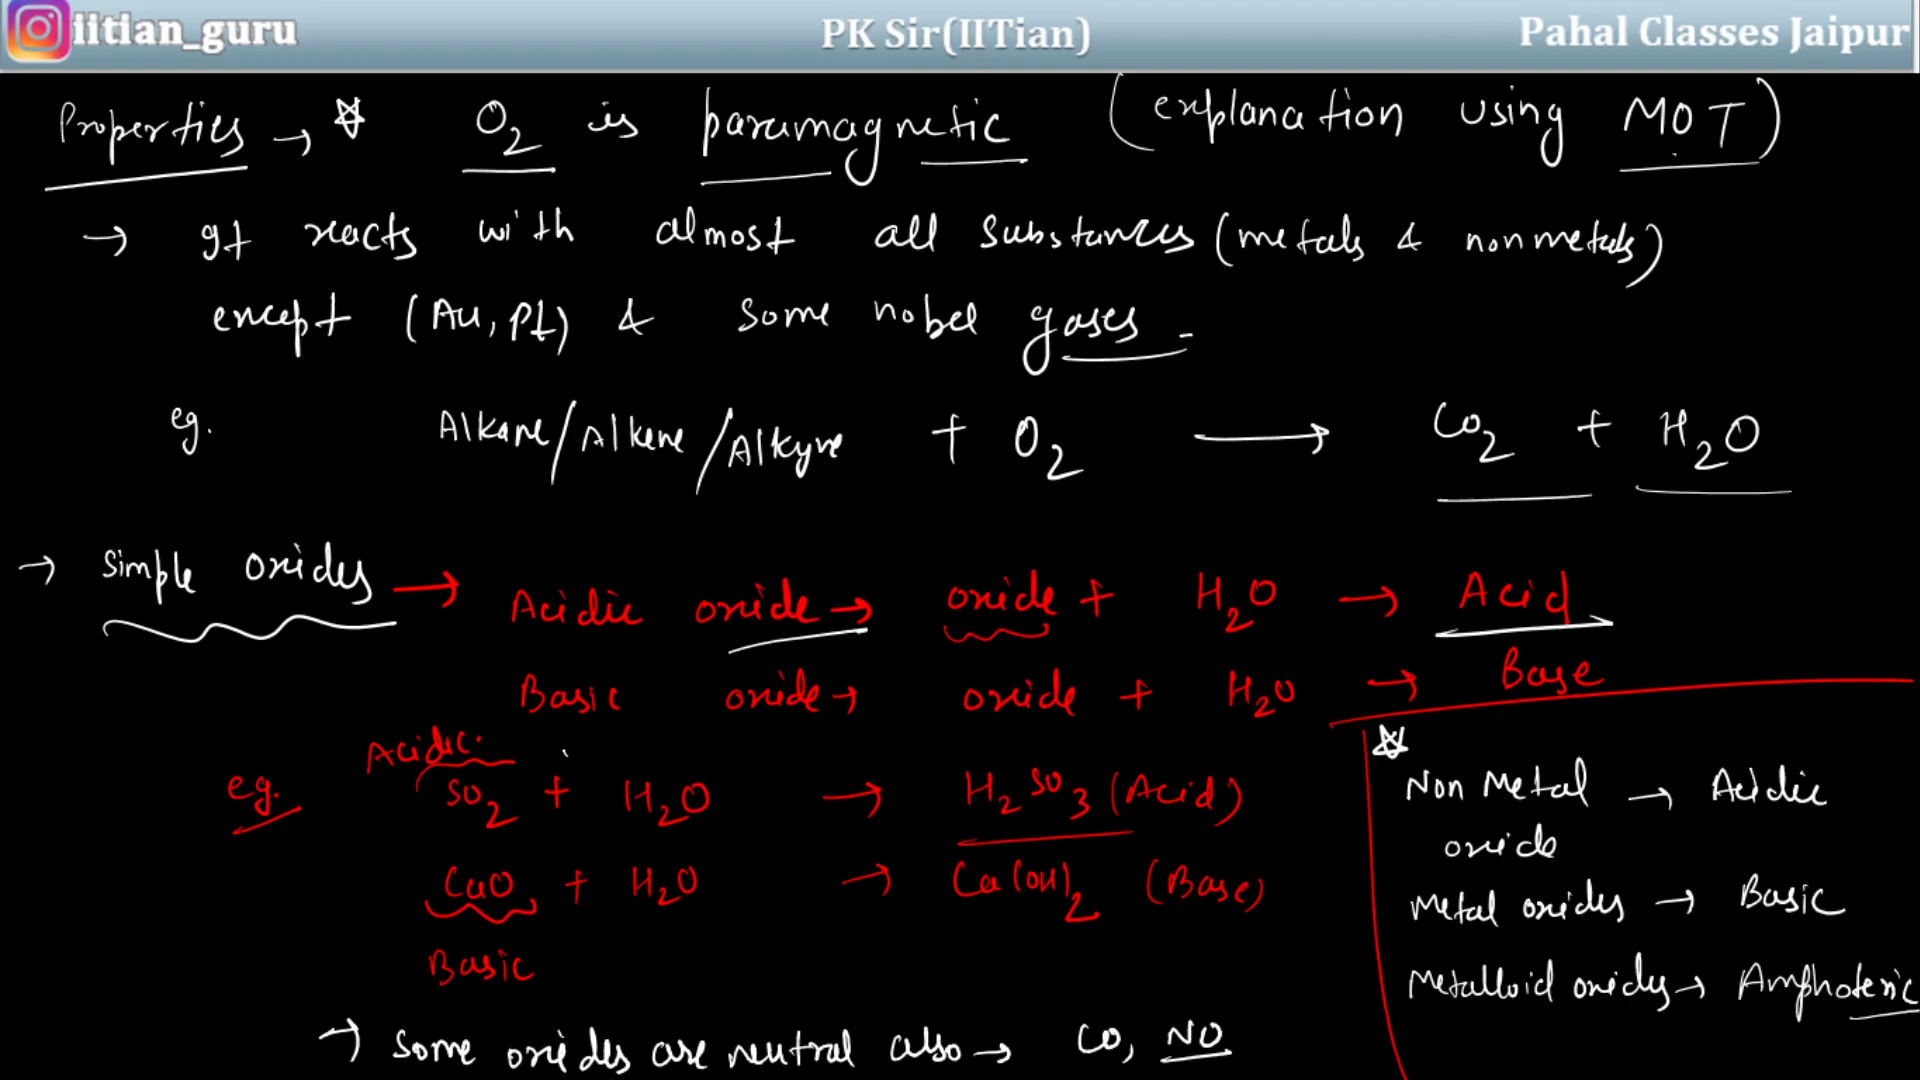 iitian_guru PK Sir(IITian) Pahal Classes Jaipur
Properties → O2 is paramagnetic (explanation using MOT)
→ It reacts with almost all substances (metals & nonmetals)
except (Au, Pt) & some nobel gases.
eg. Alkane/Alkene/Alkyne + O2 → CO2 + H2O
→ Simple oxides → Acidic oxide → oxide + H2O → Acid
Basic oxide → oxide + H2O → Base
Acidic.
eg. SO2 + H2O → H2SO3 (Acid)
CaO + H2O → Ca(OH)2 (Base)
Basic
→ Some oxides are neutral also → CO, NO
Non Metal → Acidic
oxide
Metal oxides → Basic
Metalloid oxides → Amphoteric